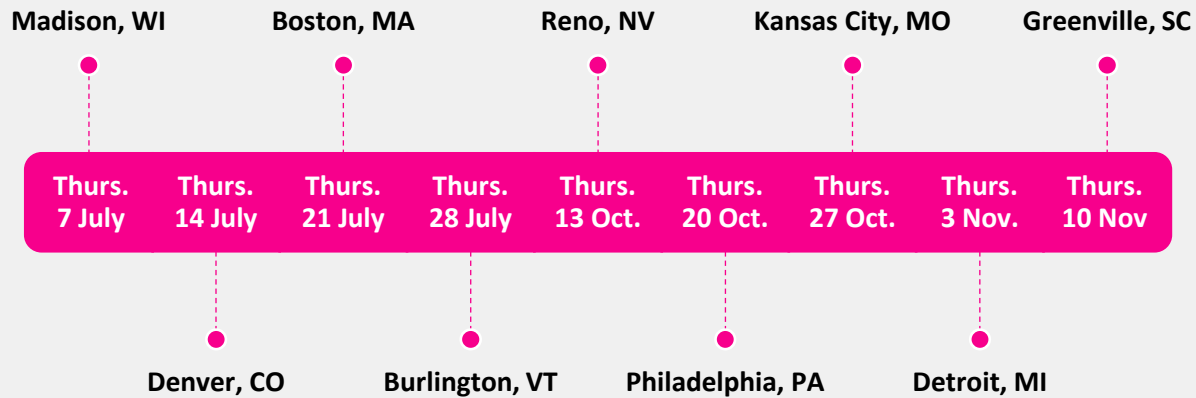 Madison, WI
Boston, MA
Reno, NV
Kansas City, MO
Greenville, SC
Thurs.
7 July
Thurs.
14 July
Thurs.
21 July
Thurs.
28 July
Thurs.
13 Oct.
Thurs.
20 Oct.
Thurs.
27 Oct.
Thurs.
3 Nov.
Thurs.
10 Nov
Denver, CO
Burlington, VT
Philadelphia, PA
Detroit, MI